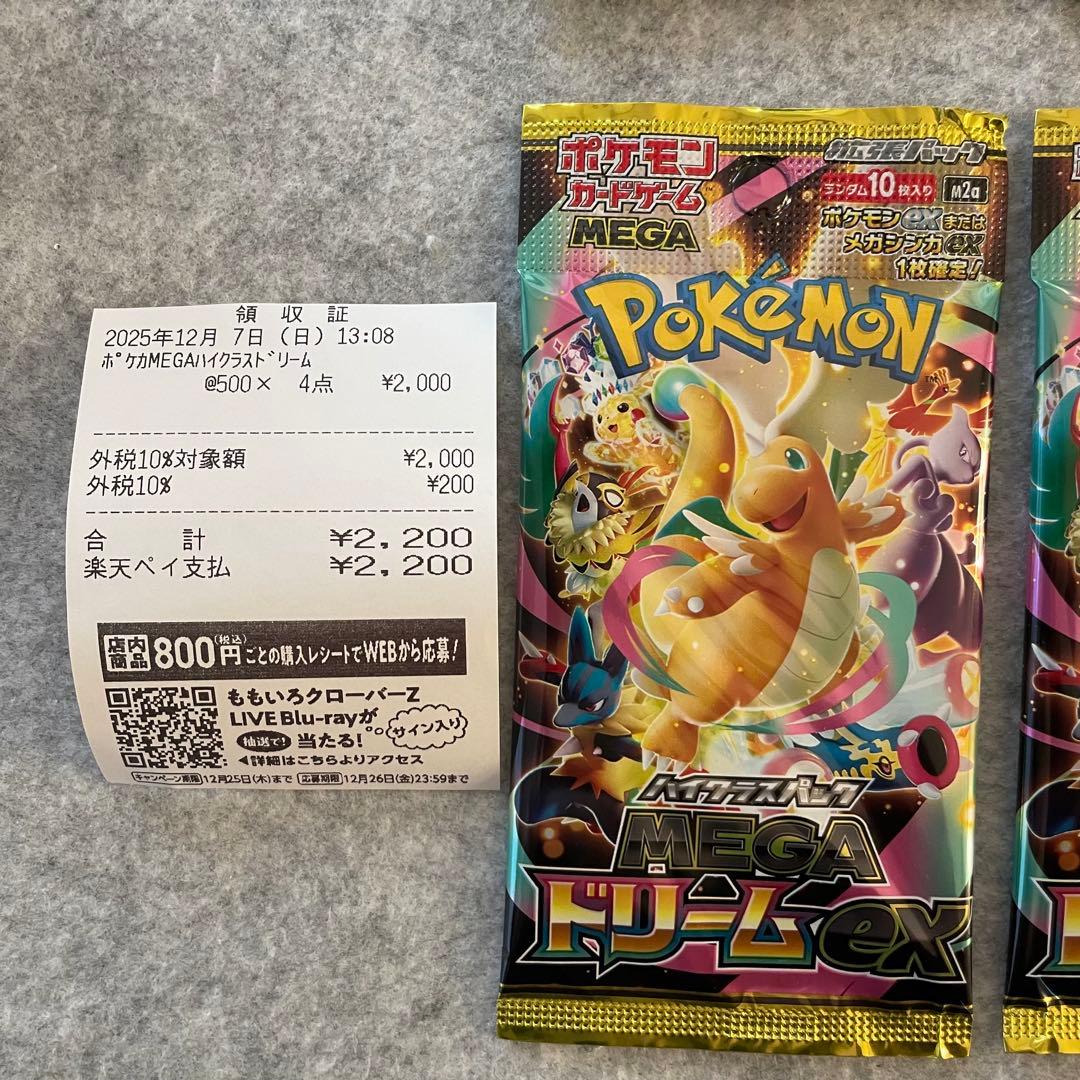 領収証
2025年12月 7日 (日) 13:08
ポケカMEGAハイクラスドリーム
@500× 4点 ¥2,000
外税10%対象額 ¥2,000
外税10% ¥200
合計 ¥2,200
楽天ペイ支払 ¥2,200
店内商品 800円(税込)ごとの購入レシートでWEBから応募!
ももいろクローバーZ
LIVE Blu-rayが
サイン入り
抽選で! 当たる!
◀詳細はこちらよりアクセス
キャンペーン期間 12月25日(木)まで 応募期限 12月26日(金)23:59まで
ポケモン
カードゲーム
MEGA
拡張パック
ランダム10枚入り M2a
ポケモンexまたは
メガシンカex
1枚確定!
POKéMON
TM
ハイクラスパック
MEGA
ドリームex